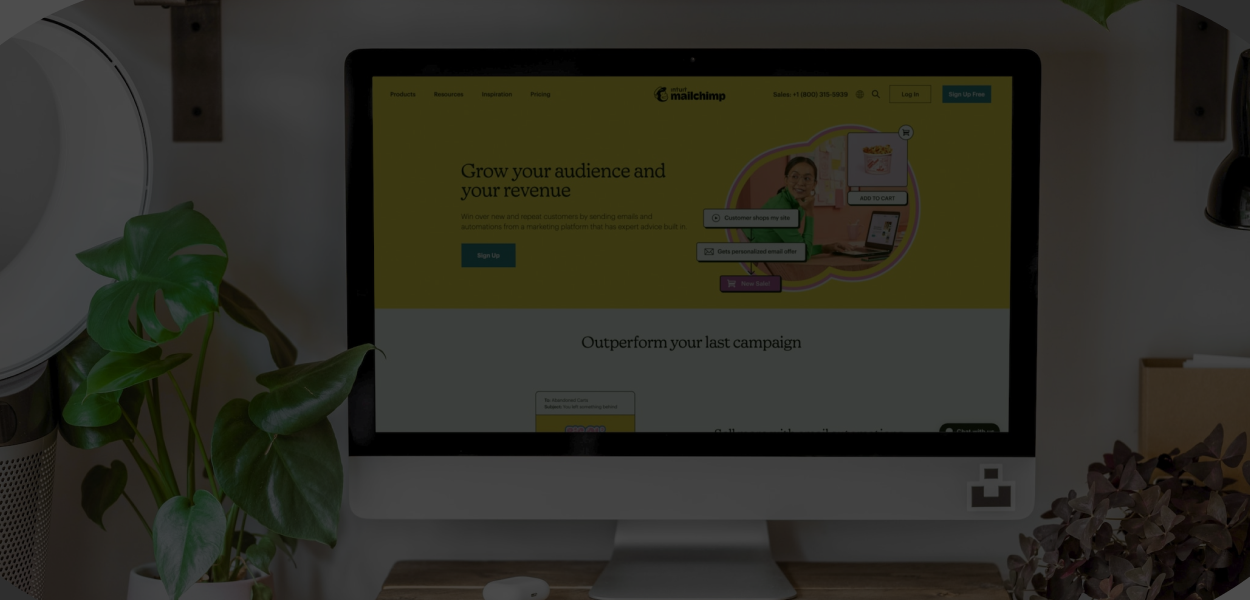 Products Resources Inspiration Pricing
INTUIT
mailchimp
Sales: +1 (800) 315-5939
Log In
Sign Up Free
Grow your audience and
your revenue
Win over new and repeat customers by sending emails and
automations from a marketing platform that has expert advice built in.
Sign Up
ADD TO CART
Customer shops my site
Gets personalized email offer
New Sale!
Outperform your last campaign
Chat with us